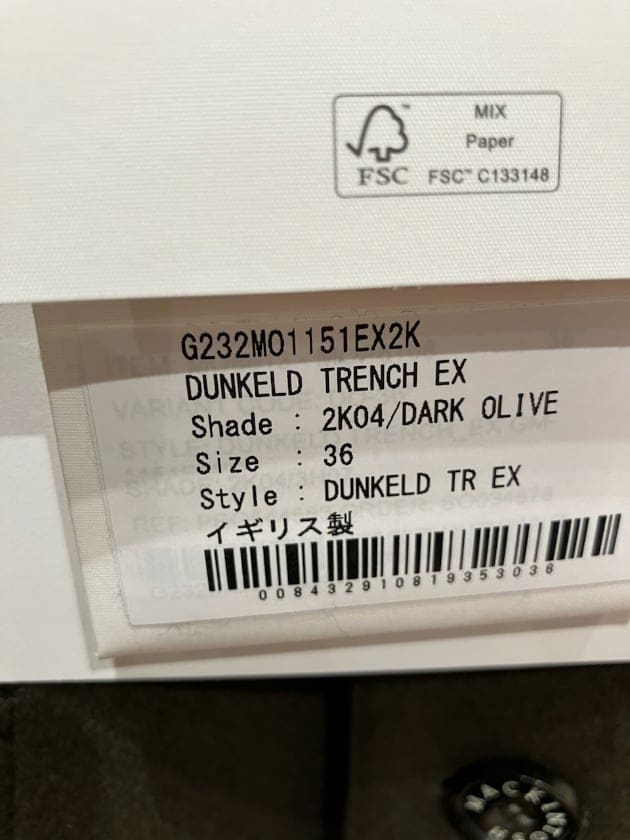 MIX
Paper
FSC™ C133148
FSC
G232M01151EX2K
DUNKELD TRENCH EX
Shade : 2K04/DARK OLIVE
Size : 36
Style : DUNKELD TR EX
イギリス製
0084329108193530​36